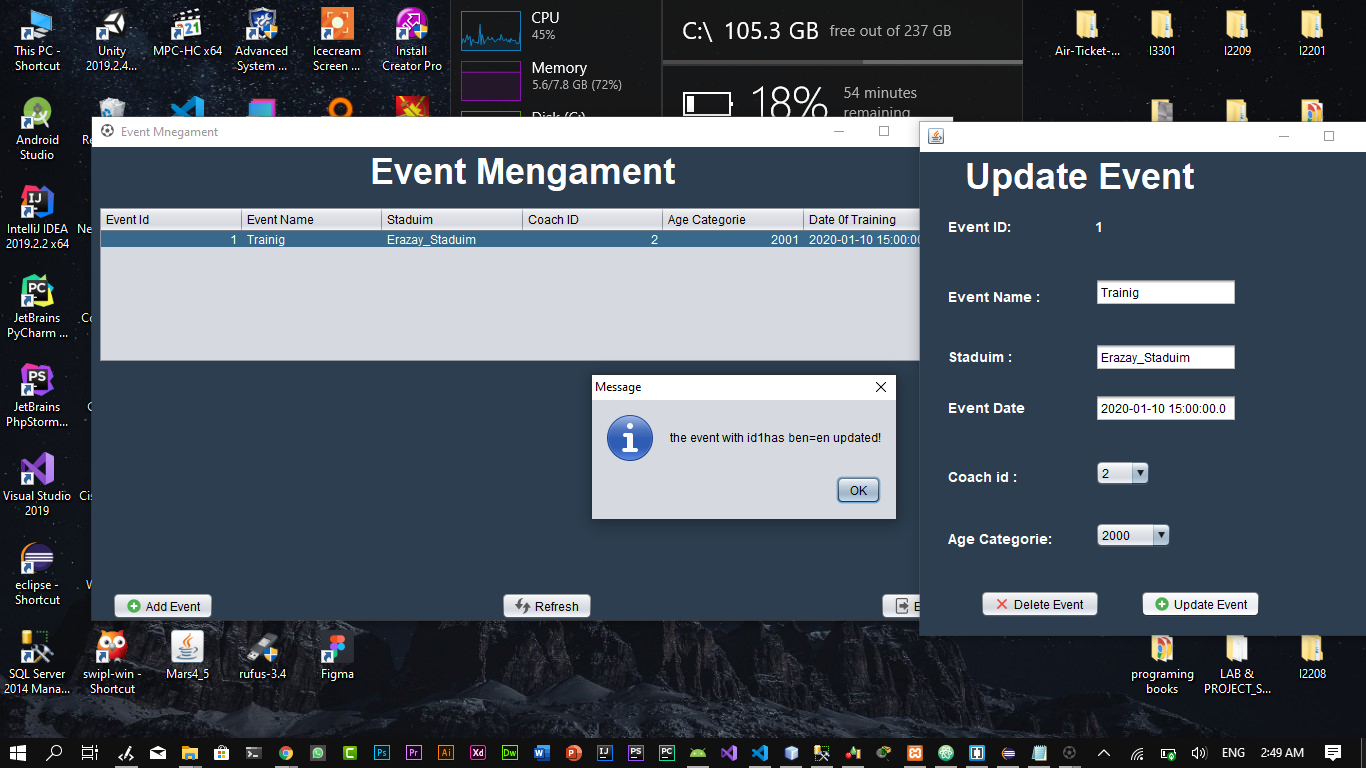 This PC -
Shortcut
Unity
2019.2.4...
MPC-HC x64
Advanced
System ...
Icecream
Screen ...
Install
Creator Pro
CPU
45%
Memory
5.6/7.8 GB (72%)
Disk (C:)
C:\ 105.3 GB free out of 237 GB
18%
54 minutes
remaining
Air-Ticket-...
I3301
I2209
I2201
Android
Studio
IntelliJ IDEA
2019.2.2 x64
JetBrains
PyCharm ...
JetBrains
PhpStorm...
Visual Studio
2019
eclipse -
Shortcut
Event Mnegament
Event Mengament
Event Id Event Name Staduim Coach ID Age Categorie Date 0f Training
1 Trainig Erazay_Staduim 2 2001 2020-01-10 15:00:00
Add Event
Refresh
Message
the event with id1has ben=en updated!
OK
Update Event
Event ID: 1
Event Name : Trainig
Staduim : Erazay_Staduim
Event Date 2020-01-10 15:00:00.0
Coach id : 2
Age Categorie: 2000
Delete Event
Update Event
SQL Server
2014 Mana...
swipl-win -
Shortcut
Mars4_5
rufus-3.4
Figma
programing
books
LAB &
PROJECT_S...
I2208
ENG
2:49 AM